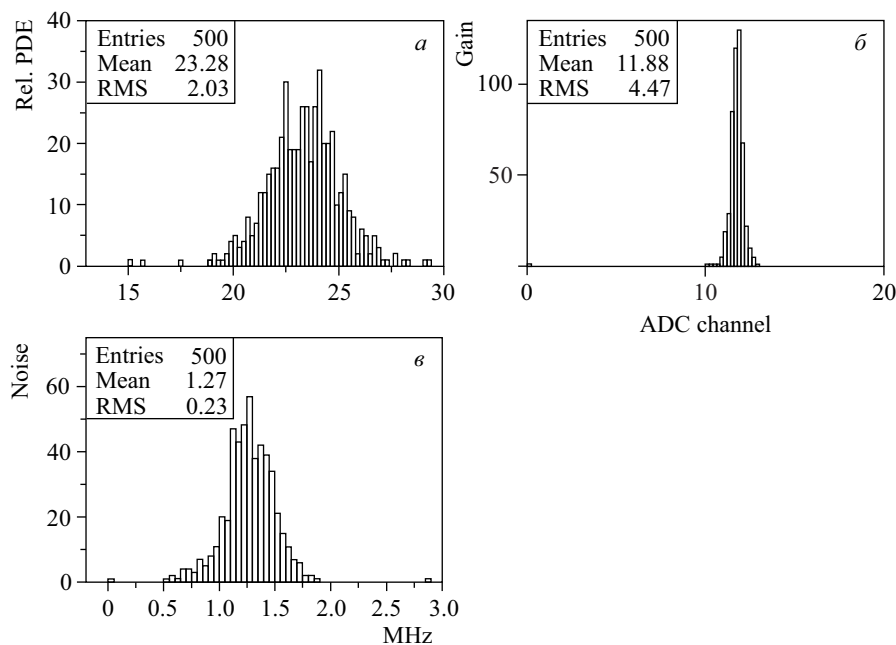 Rel. PDE
40
30
20
10
0
Entries 500
Mean 23.28
RMS 2.03
а
15 20 25 30
Gain
100
50
Entries 500
Mean 11.88
RMS 4.47
б
0 10 20
ADC channel
Noise
60
40
20
0
Entries 500
Mean 1.27
RMS 0.23
в
0 0.5 1.0 1.5 2.0 2.5 3.0
MHz